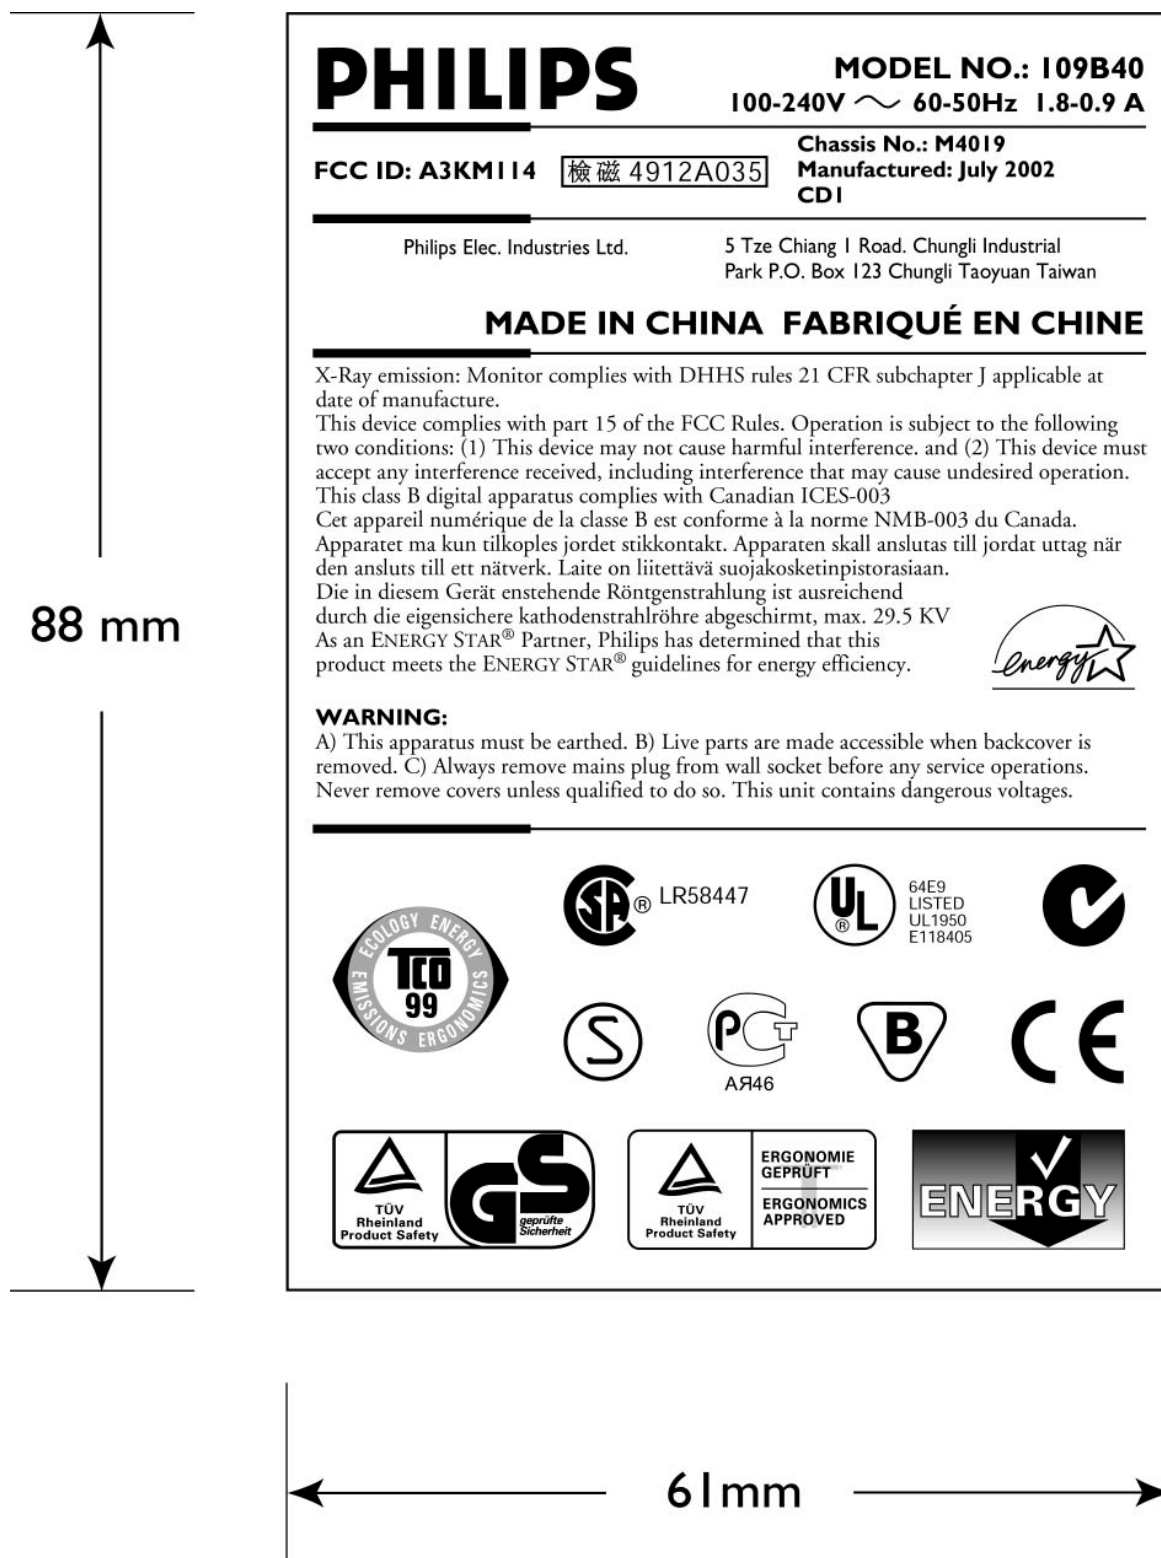 PHILIPS
MODEL NO.: 109B40
100-240V ～ 60-50Hz 1.8-0.9 A
FCC ID: A3KM114
檢磁 4912A035
Chassis No.: M4019
Manufactured: July 2002
CD1
Philips Elec. Industries Ltd.
5 Tze Chiang 1 Road. Chungli Industrial
Park P.O. Box 123 Chungli Taoyuan Taiwan
MADE IN CHINA FABRIQUÉ EN CHINE
X-Ray emission: Monitor complies with DHHS rules 21 CFR subchapter J applicable at
date of manufacture.
This device complies with part 15 of the FCC Rules. Operation is subject to the following
two conditions: (1) This device may not cause harmful interference. and (2) This device must
accept any interference received, including interference that may cause undesired operation.
This class B digital apparatus complies with Canadian ICES-003
Cet appareil numérique de la classe B est conforme à la norme NMB-003 du Canada.
Apparatet ma kun tilkoples jordet stikkontakt. Apparaten skall anslutas till jordat uttag när
den ansluts till ett nätverk. Laite on liitettävä suojakosketinpistorasiaan.
Die in diesem Gerät enstehende Röntgenstrahlung ist ausreichend
durch die eigensichere kathodenstrahlröhre abgeschirmt, max. 29.5 KV
As an ENERGY STAR® Partner, Philips has determined that this
product meets the ENERGY STAR® guidelines for energy efficiency.
energy
88 mm
WARNING:
A) This apparatus must be earthed. B) Live parts are made accessible when backcover is
removed. C) Always remove mains plug from wall socket before any service operations.
Never remove covers unless qualified to do so. This unit contains dangerous voltages.
ECOLOGY ENERGY
EMISSIONS ERGONOMICS
TCO
99
SA ® LR58447
UL ®
64E9
LISTED
UL1950
E118405
S
PCT
AЯ46
B
CE
TÜV
Rheinland
Product Safety
GS
geprüfte
Sicherheit
TÜV
Rheinland
Product Safety
T
ERGONOMIE
GEPRÜFT
ERGONOMICS
APPROVED
ENERGY
61mm